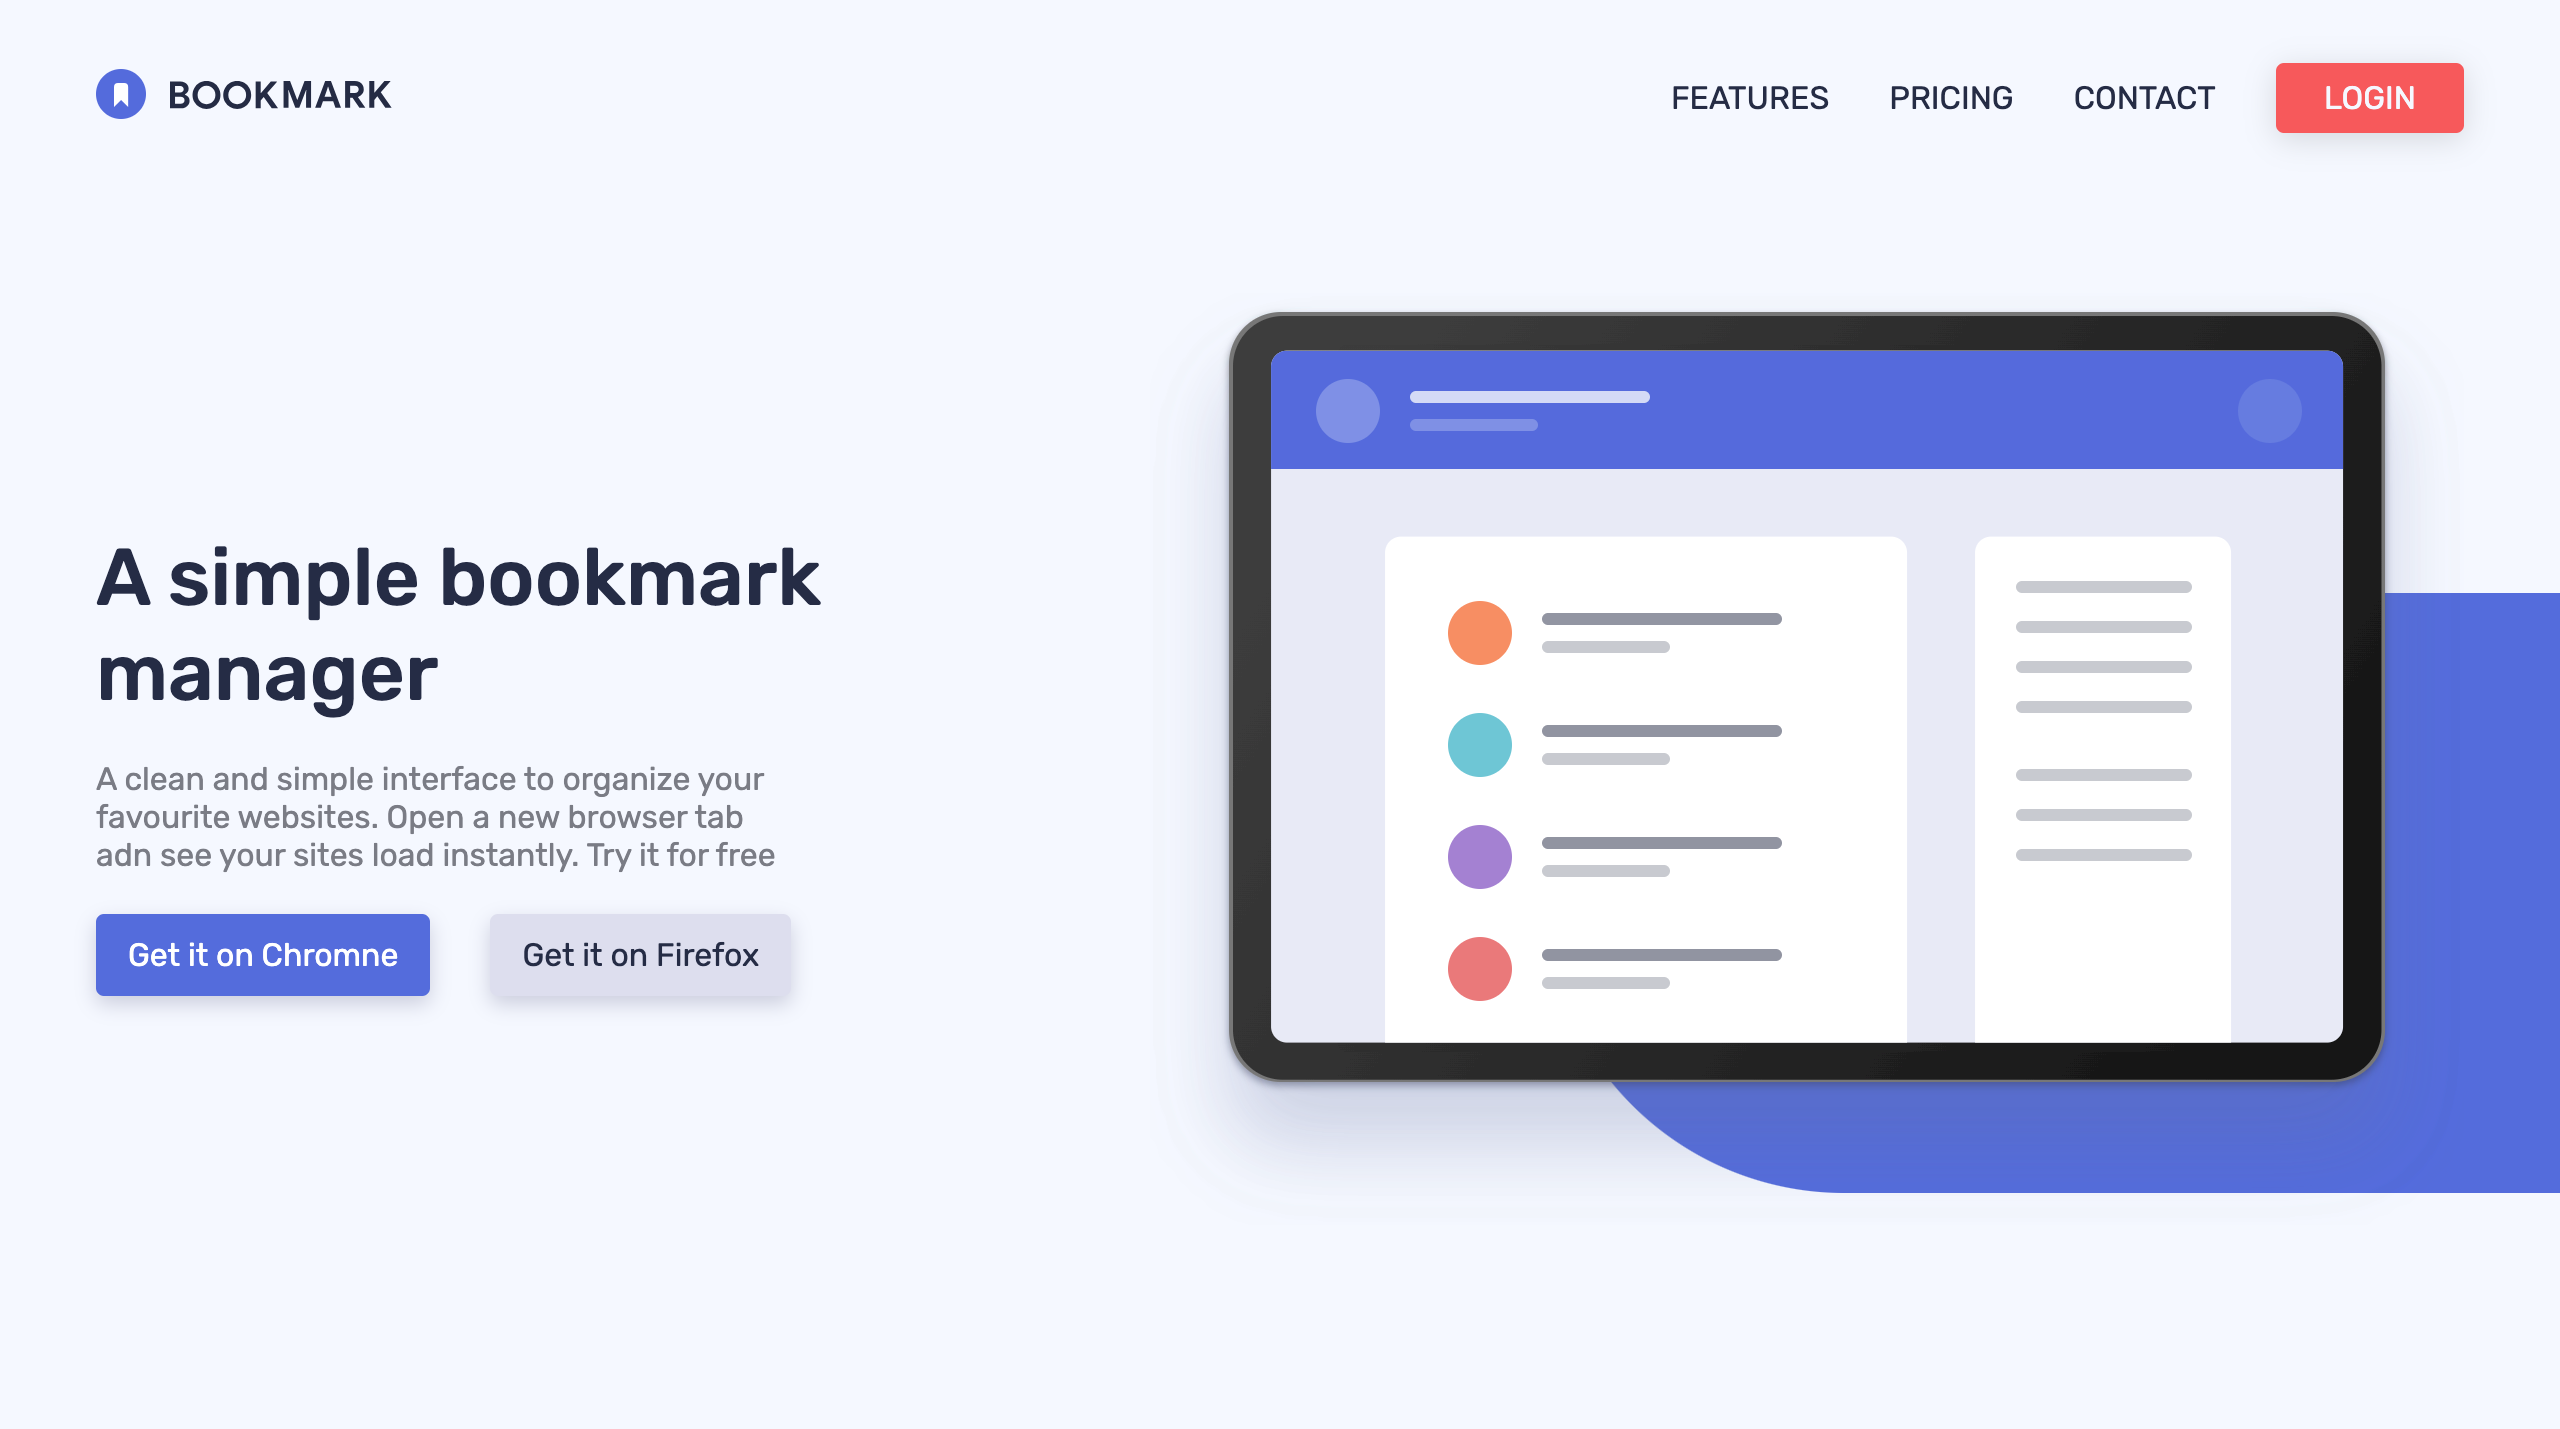 BOOKMARK
FEATURES PRICING CONTACT LOGIN
A simple bookmark
manager
A clean and simple interface to organize your
favourite websites. Open a new browser tab
adn see your sites load instantly. Try it for free
Get it on Chromne Get it on Firefox